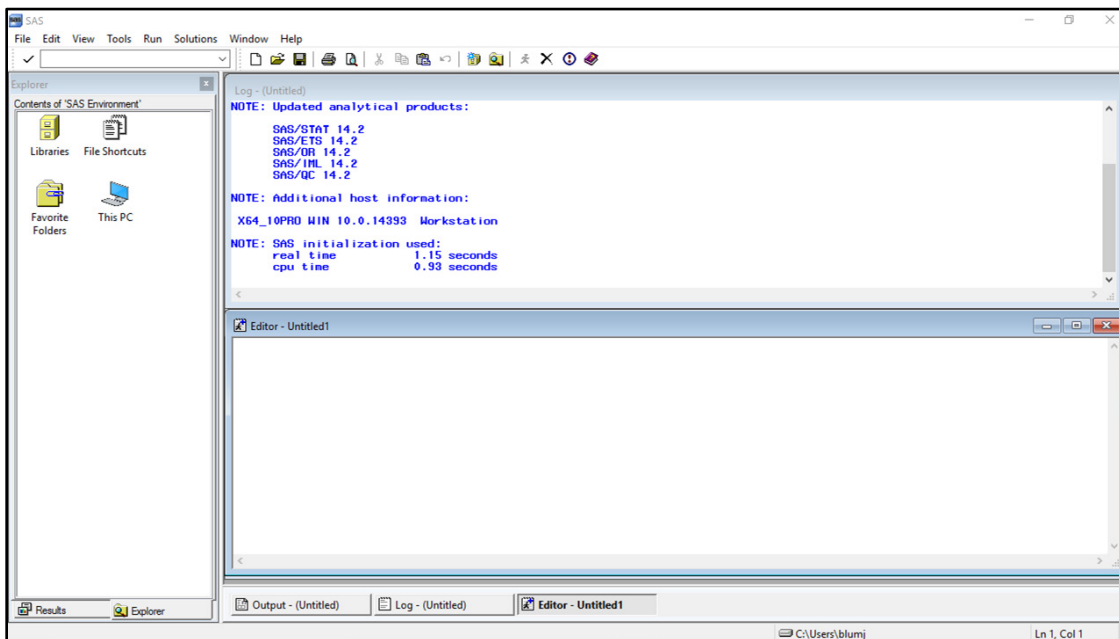 SAS
File Edit View Tools Run Solutions Window Help
Explorer
Contents of 'SAS Environment'
Libraries File Shortcuts
Favorite Folders
This PC
Log - (Untitled)
NOTE: Updated analytical products:
SAS/STAT 14.2
SAS/ETS 14.2
SAS/OR 14.2
SAS/IML 14.2
SAS/QC 14.2
NOTE: Additional host information:
X64_10PRO WIN 10.0.14393 Workstation
NOTE: SAS initialization used:
real time 1.15 seconds
cpu time 0.93 seconds
Editor - Untitled1
Results Explorer
Output - (Untitled) Log - (Untitled) Editor - Untitled1
C:\Users\blumj Ln 1, Col 1